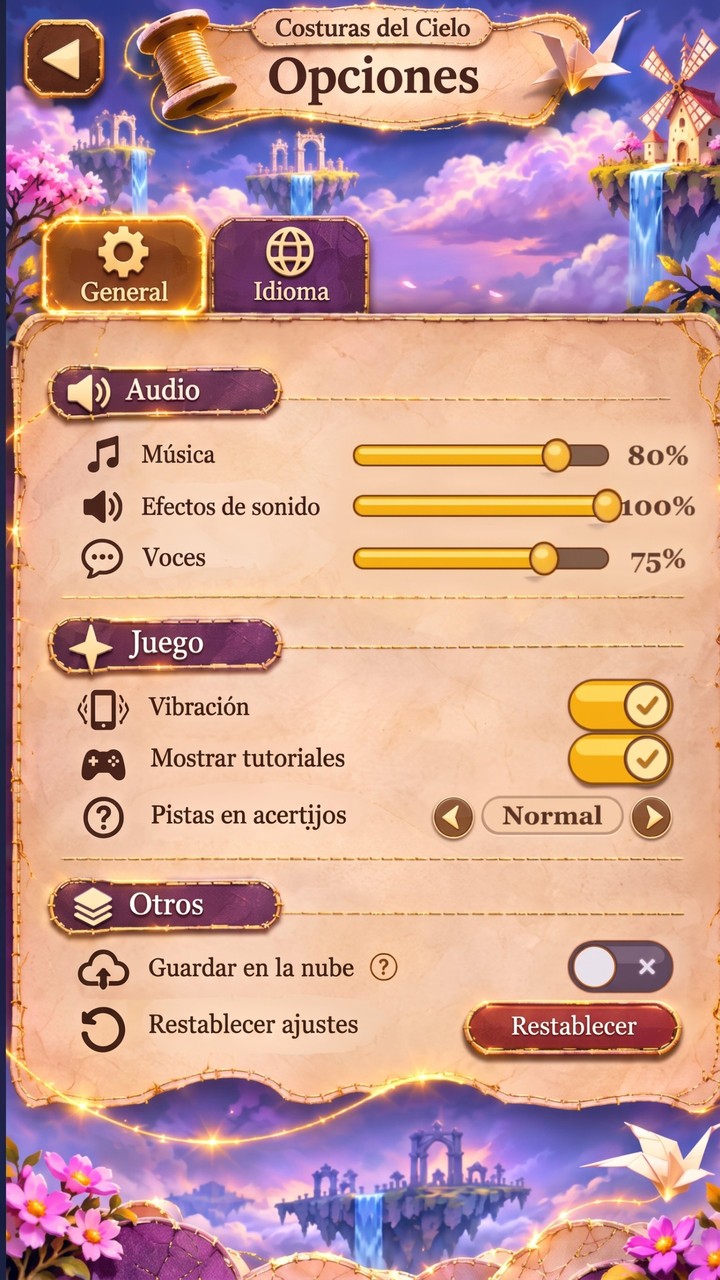 Costuras del Cielo
Opciones
General
Idioma
Audio
Música
80%
Efectos de sonido
100%
Voces
75%
Juego
Vibración
Mostrar tutoriales
Pistas en acertijos
Normal
Otros
Guardar en la nube ?
Restablecer ajustes
Restablecer